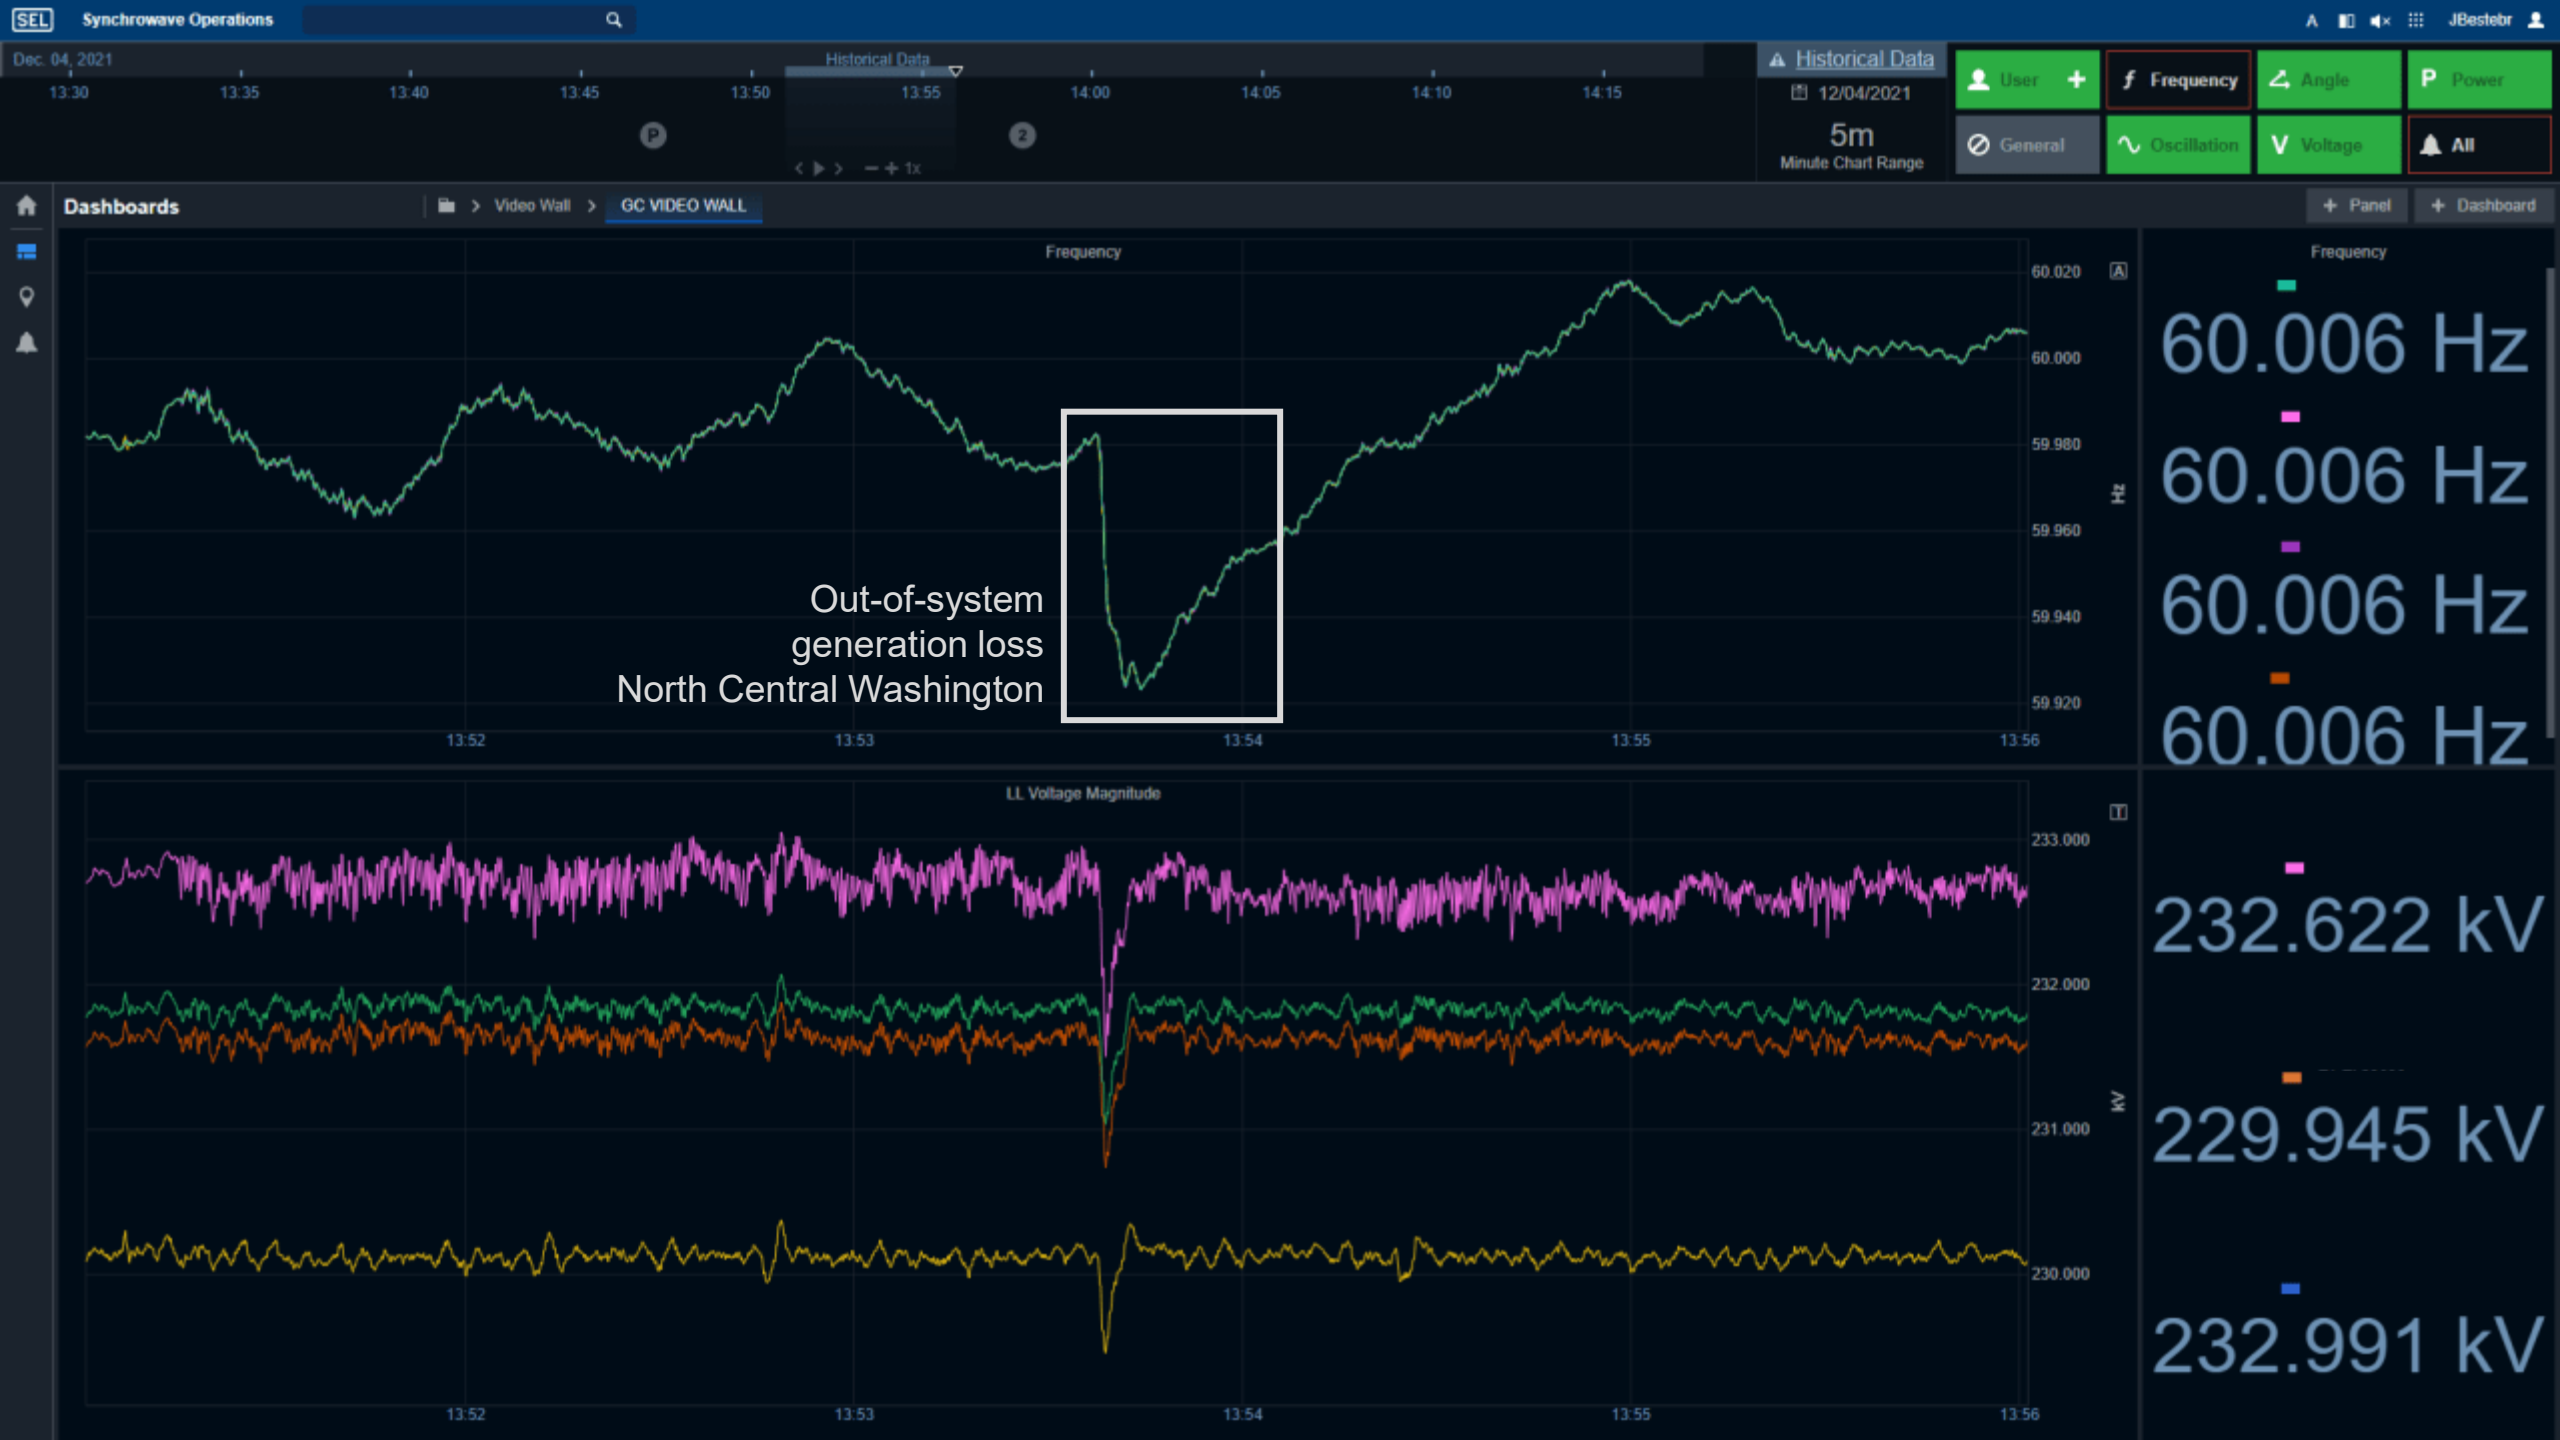 SEL Synchrowave Operations
A JBestebr
Dec. 04, 2021
Historical Data
13:30 13:35 13:40 13:45 13:50 13:55 14:00 14:05 14:10 14:15
P 2
1x
Historical Data
12/04/2021
5m
Minute Chart Range
User + f Frequency Angle P Power
General Oscillation V Voltage All
Dashboards > Video Wall > GC VIDEO WALL
+ Panel + Dashboard
Frequency
60.020
A
60.000
59.980
Hz
59.960
59.940
59.920
Out-of-system
generation loss
North Central Washington
13:52 13:53 13:54 13:55 13:56
Frequency
60.006 Hz
60.006 Hz
60.006 Hz
60.006 Hz
LL Voltage Magnitude
T
233.000
232.000
kV
231.000
230.000
13:52 13:53 13:54 13:55 13:56
232.622 kV
229.945 kV
232.991 kV